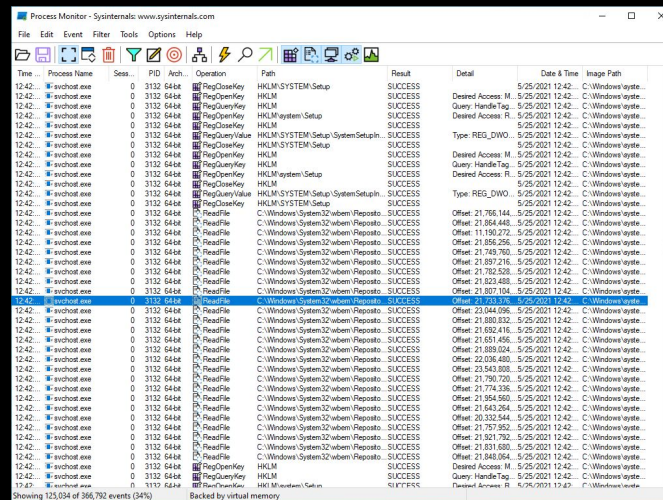 Process Monitor - Sysinternals: www.sysinternals.com
File Edit Event Filter Tools Options Help
Time ... Process Name Sess... PID Arch... Operation Path Result Detail Date & Time Image Path
12:42:... svchost.exe 0 3132 64-bit RegCloseKey HKLM\SYSTEM\Setup SUCCESS 5/25/2021 12:42:... C:\Windows\syste...
12:42:... svchost.exe 0 3132 64-bit RegOpenKey HKLM SUCCESS Desired Access: M... 5/25/2021 12:42:... C:\Windows\syste...
12:42:... svchost.exe 0 3132 64-bit RegQueryKey HKLM SUCCESS Query: HandleTag... 5/25/2021 12:42:... C:\Windows\syste...
12:42:... svchost.exe 0 3132 64-bit RegOpenKey HKLM\system\Setup SUCCESS Desired Access: R... 5/25/2021 12:42:... C:\Windows\syste...
12:42:... svchost.exe 0 3132 64-bit RegCloseKey HKLM SUCCESS 5/25/2021 12:42:... C:\Windows\syste...
12:42:... svchost.exe 0 3132 64-bit RegQueryValue HKLM\SYSTEM\Setup\SystemSetupIn... SUCCESS Type: REG_DWO... 5/25/2021 12:42:... C:\Windows\syste...
12:42:... svchost.exe 0 3132 64-bit RegCloseKey HKLM\SYSTEM\Setup SUCCESS 5/25/2021 12:42:... C:\Windows\syste...
12:42:... svchost.exe 0 3132 64-bit RegOpenKey HKLM SUCCESS Desired Access: M... 5/25/2021 12:42:... C:\Windows\syste...
12:42:... svchost.exe 0 3132 64-bit RegQueryKey HKLM SUCCESS Query: HandleTag... 5/25/2021 12:42:... C:\Windows\syste...
12:42:... svchost.exe 0 3132 64-bit RegOpenKey HKLM\system\Setup SUCCESS Desired Access: R... 5/25/2021 12:42:... C:\Windows\syste...
12:42:... svchost.exe 0 3132 64-bit RegCloseKey HKLM SUCCESS 5/25/2021 12:42:... C:\Windows\syste...
12:42:... svchost.exe 0 3132 64-bit RegQueryValue HKLM\SYSTEM\Setup\SystemSetupIn... SUCCESS Type: REG_DWO... 5/25/2021 12:42:... C:\Windows\syste...
12:42:... svchost.exe 0 3132 64-bit RegCloseKey HKLM\SYSTEM\Setup SUCCESS 5/25/2021 12:42:... C:\Windows\syste...
12:42:... svchost.exe 0 3132 64-bit ReadFile C:\Windows\System32\wbem\Reposito... SUCCESS Offset: 21,766,144,... 5/25/2021 12:42:... C:\Windows\syste...
12:42:... svchost.exe 0 3132 64-bit ReadFile C:\Windows\System32\wbem\Reposito... SUCCESS Offset: 21,864,448,... 5/25/2021 12:42:... C:\Windows\syste...
12:42:... svchost.exe 0 3132 64-bit ReadFile C:\Windows\System32\wbem\Reposito... SUCCESS Offset: 11,190,272,... 5/25/2021 12:42:... C:\Windows\syste...
12:42:... svchost.exe 0 3132 64-bit ReadFile C:\Windows\System32\wbem\Reposito... SUCCESS Offset: 21,856,256,... 5/25/2021 12:42:... C:\Windows\syste...
12:42:... svchost.exe 0 3132 64-bit ReadFile C:\Windows\System32\wbem\Reposito... SUCCESS Offset: 21,897,216,... 5/25/2021 12:42:... C:\Windows\syste...
12:42:... svchost.exe 0 3132 64-bit ReadFile C:\Windows\System32\wbem\Reposito... SUCCESS Offset: 21,749,760,... 5/25/2021 12:42:... C:\Windows\syste...
12:42:... svchost.exe 0 3132 64-bit ReadFile C:\Windows\System32\wbem\Reposito... SUCCESS Offset: 21,782,528,... 5/25/2021 12:42:... C:\Windows\syste...
12:42:... svchost.exe 0 3132 64-bit ReadFile C:\Windows\System32\wbem\Reposito... SUCCESS Offset: 21,823,488,... 5/25/2021 12:42:... C:\Windows\syste...
12:42:... svchost.exe 0 3132 64-bit ReadFile C:\Windows\System32\wbem\Reposito... SUCCESS Offset: 21,807,104,... 5/25/2021 12:42:... C:\Windows\syste...
12:42:... svchost.exe 0 3132 64-bit ReadFile C:\Windows\System32\wbem\Reposito... SUCCESS Offset: 21,733,376,... 5/25/2021 12:42:... C:\Windows\syste...
12:42:... svchost.exe 0 3132 64-bit ReadFile C:\Windows\System32\wbem\Reposito... SUCCESS Offset: 23,044,096,... 5/25/2021 12:42:... C:\Windows\syste...
12:42:... svchost.exe 0 3132 64-bit ReadFile C:\Windows\System32\wbem\Reposito... SUCCESS Offset: 21,880,832,... 5/25/2021 12:42:... C:\Windows\syste...
12:42:... svchost.exe 0 3132 64-bit ReadFile C:\Windows\System32\wbem\Reposito... SUCCESS Offset: 21,692,416,... 5/25/2021 12:42:... C:\Windows\syste...
12:42:... svchost.exe 0 3132 64-bit ReadFile C:\Windows\System32\wbem\Reposito... SUCCESS Offset: 21,651,456,... 5/25/2021 12:42:... C:\Windows\syste...
12:42:... svchost.exe 0 3132 64-bit ReadFile C:\Windows\System32\wbem\Reposito... SUCCESS Offset: 21,889,024,... 5/25/2021 12:42:... C:\Windows\syste...
12:42:... svchost.exe 0 3132 64-bit ReadFile C:\Windows\System32\wbem\Reposito... SUCCESS Offset: 22,036,480,... 5/25/2021 12:42:... C:\Windows\syste...
12:42:... svchost.exe 0 3132 64-bit ReadFile C:\Windows\System32\wbem\Reposito... SUCCESS Offset: 23,543,808,... 5/25/2021 12:42:... C:\Windows\syste...
12:42:... svchost.exe 0 3132 64-bit ReadFile C:\Windows\System32\wbem\Reposito... SUCCESS Offset: 21,790,720,... 5/25/2021 12:42:... C:\Windows\syste...
12:42:... svchost.exe 0 3132 64-bit ReadFile C:\Windows\System32\wbem\Reposito... SUCCESS Offset: 21,774,336,... 5/25/2021 12:42:... C:\Windows\syste...
12:42:... svchost.exe 0 3132 64-bit ReadFile C:\Windows\System32\wbem\Reposito... SUCCESS Offset: 21,954,560,... 5/25/2021 12:42:... C:\Windows\syste...
12:42:... svchost.exe 0 3132 64-bit ReadFile C:\Windows\System32\wbem\Reposito... SUCCESS Offset: 21,643,264,... 5/25/2021 12:42:... C:\Windows\syste...
12:42:... svchost.exe 0 3132 64-bit ReadFile C:\Windows\System32\wbem\Reposito... SUCCESS Offset: 20,332,544,... 5/25/2021 12:42:... C:\Windows\syste...
12:42:... svchost.exe 0 3132 64-bit ReadFile C:\Windows\System32\wbem\Reposito... SUCCESS Offset: 21,757,952,... 5/25/2021 12:42:... C:\Windows\syste...
12:42:... svchost.exe 0 3132 64-bit ReadFile C:\Windows\System32\wbem\Reposito... SUCCESS Offset: 21,921,792,... 5/25/2021 12:42:... C:\Windows\syste...
12:42:... svchost.exe 0 3132 64-bit ReadFile C:\Windows\System32\wbem\Reposito... SUCCESS Offset: 21,831,680,... 5/25/2021 12:42:... C:\Windows\syste...
12:42:... svchost.exe 0 3132 64-bit ReadFile C:\Windows\System32\wbem\Reposito... SUCCESS Offset: 21,848,064,... 5/25/2021 12:42:... C:\Windows\syste...
12:42:... svchost.exe 0 3132 64-bit RegOpenKey HKLM SUCCESS Desired Access: M... 5/25/2021 12:42:... C:\Windows\syste...
12:42:... svchost.exe 0 3132 64-bit RegQueryKey HKLM SUCCESS Query: HandleTag... 5/25/2021 12:42:... C:\Windows\syste...
12:42:... svchost.exe 0 3132 64-bit RegOpenKey HKLM\system\Setup SUCCESS Desired Access: R... 5/25/2021 12:42:... C:\Windows\syste...
Showing 125,034 of 366,792 events (34%) Backed by virtual memory